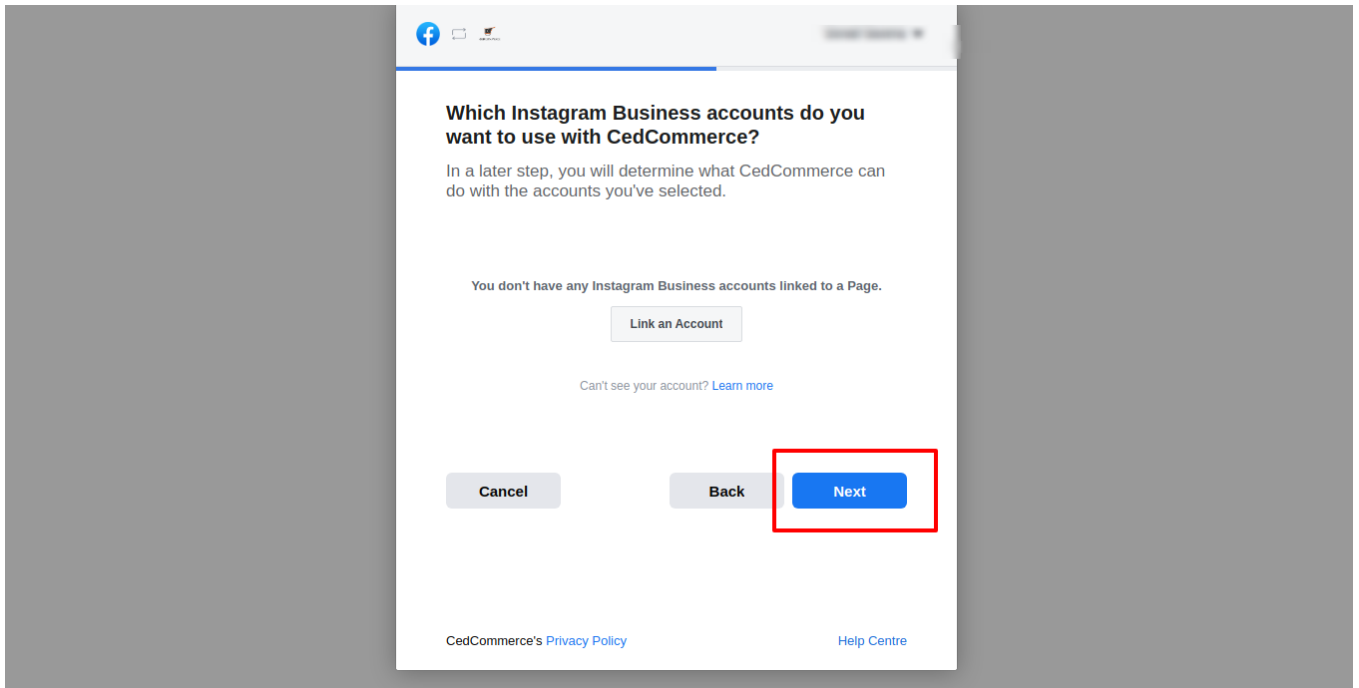 Which Instagram Business accounts do you
want to use with CedCommerce?
In a later step, you will determine what CedCommerce can
do with the accounts you've selected.
You don't have any Instagram Business accounts linked to a Page.
Link an Account
Can't see your account? Learn more
Cancel
Back
Next
CedCommerce's Privacy Policy
Help Centre